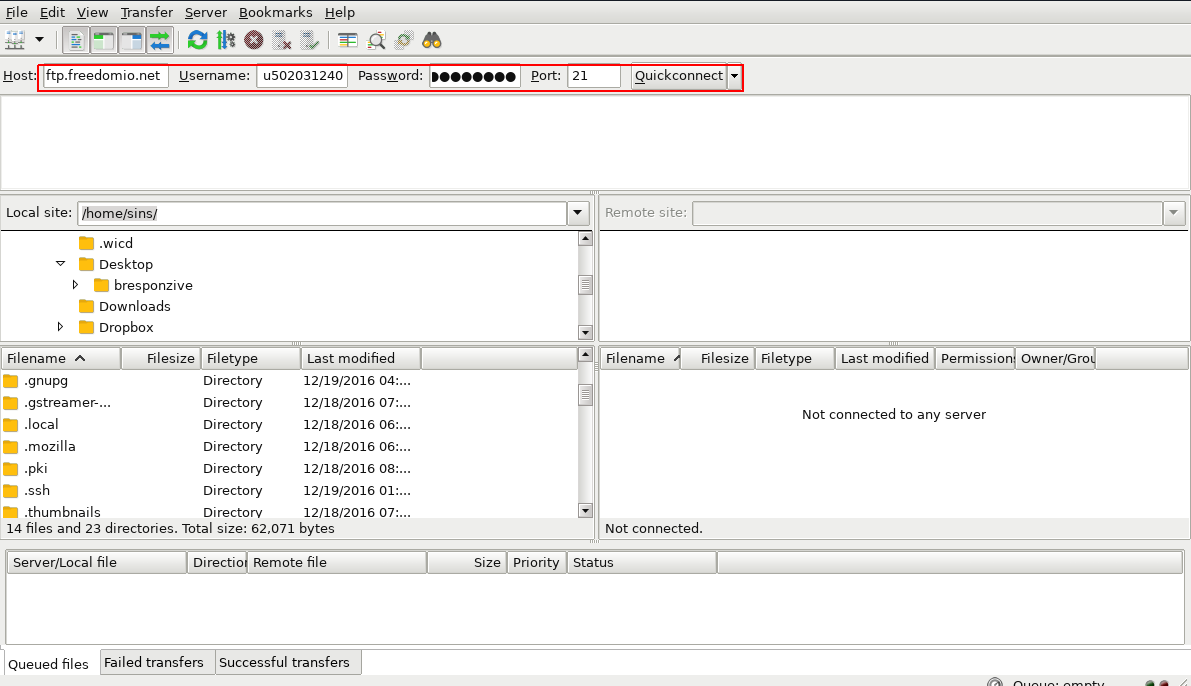 File Edit View Transfer Server Bookmarks Help
Host: ftp.freedomio.net Username: u502031240 Password: ●●●●●●●● Port: 21 Quickconnect
Local site: /home/sins/
Remote site:
.wicd
Desktop
bresponzive
Downloads
Dropbox
Filename Filesize Filetype Last modified
.gnupg Directory 12/19/2016 04:...
.gstreamer-... Directory 12/18/2016 07:...
.local Directory 12/18/2016 06:...
.mozilla Directory 12/18/2016 06:...
.pki Directory 12/18/2016 08:...
.ssh Directory 12/19/2016 01:...
.thumbnails Directory 12/18/2016 07:...
14 files and 23 directories. Total size: 62,071 bytes
Filename Filesize Filetype Last modified Permissions Owner/Grou
Not connected to any server
Not connected.
Server/Local file Direction Remote file Size Priority Status
Queued files Failed transfers Successful transfers
Queue: empty